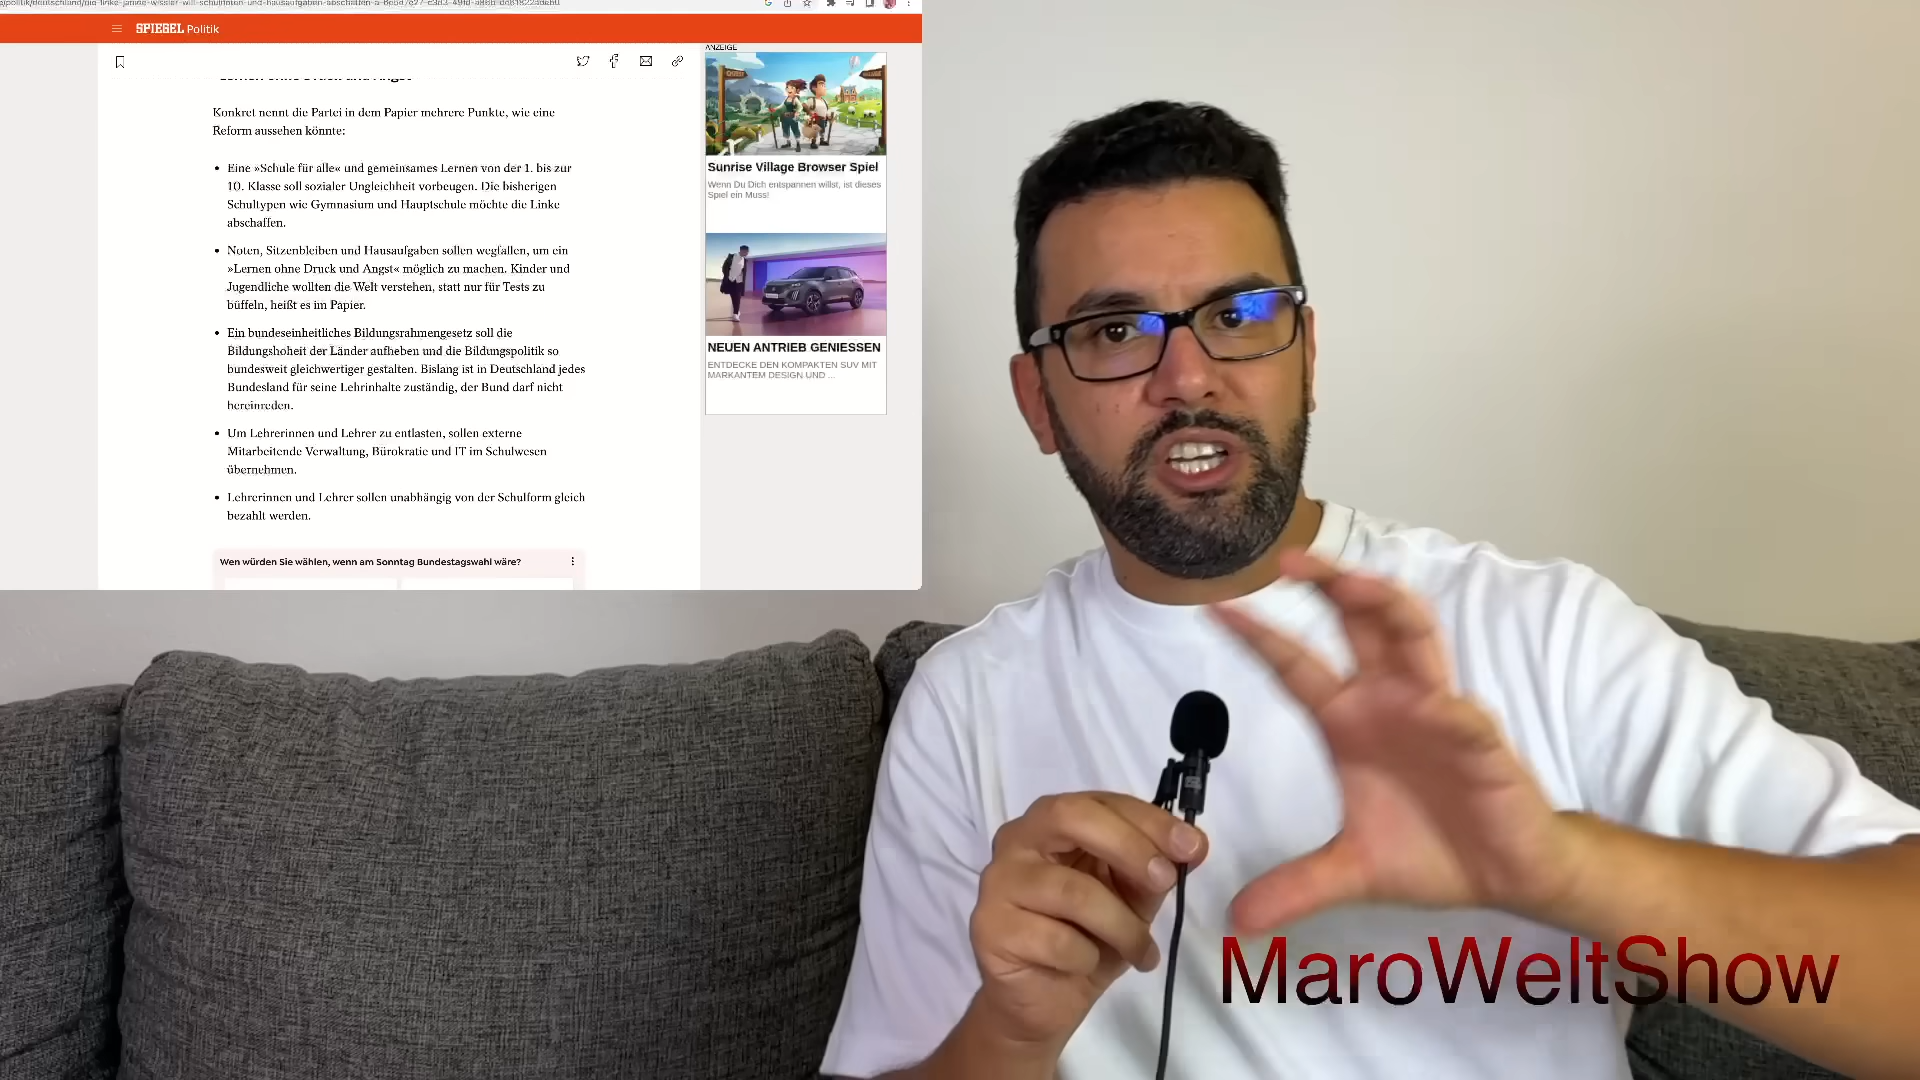 SPIEGEL Politik
ANZEIGE
Konkret nennt die Partei in dem Papier mehrere Punkte, wie eine
Reform aussehen könnte:
Eine »Schule für alle« und gemeinsames Lernen von der 1. bis zur
10. Klasse soll sozialer Ungleichheit vorbeugen. Die bisherigen
Schultypen wie Gymnasium und Hauptschule möchte die Linke
abschaffen.
Noten, Sitzenbleiben und Hausaufgaben sollen wegfallen, um ein
»Lernen ohne Druck und Angst« möglich zu machen. Kinder und
Jugendliche wollten die Welt verstehen, statt nur für Tests zu
büffeln, heißt es im Papier.
Ein bundeseinheitliches Bildungsrahmengesetz soll die
Bildungshoheit der Länder aufheben und die Bildungspolitik so
bundesweit gleichwertiger gestalten. Bislang ist in Deutschland jedes
Bundesland für seine Lehrinhalte zuständig, der Bund darf nicht
hereinreden.
Um Lehrerinnen und Lehrer zu entlasten, sollen externe
Mitarbeitende Verwaltung, Bürokratie und IT im Schulwesen
übernehmen.
Lehrerinnen und Lehrer sollen unabhängig von der Schulform gleich
bezahlt werden.
Wen würden Sie wählen, wenn am Sonntag Bundestagswahl wäre?
Sunrise Village Browser Spiel
Wenn Du Dich entspannen willst, ist dieses
Spiel ein Muss!
NEUEN ANTRIEB GENIESSEN
ENTDECKE DEN KOMPAKTEN SUV MIT
MARKANTEM DESIGN UND ...
MaroWeltShow